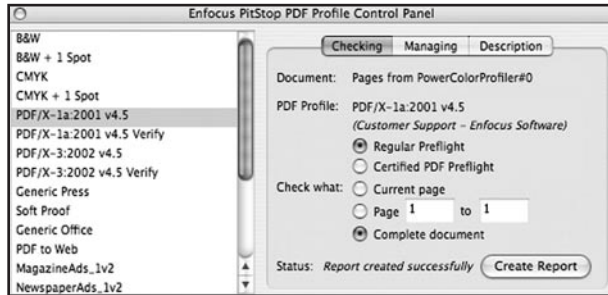 Enfocus PitStop PDF Profile Control Panel
B&W
B&W + 1 Spot
CMYK
CMYK + 1 Spot
PDF/X-1a:2001 v4.5
PDF/X-1a:2001 v4.5 Verify
PDF/X-3:2002 v4.5
PDF/X-3:2002 v4.5 Verify
Generic Press
Soft Proof
Generic Office
PDF to Web
MagazineAds_1v2
NewspaperAds_1v2
Checking Managing Description
Document: Pages from PowerColorProfiler#0
PDF Profile: PDF/X-1a:2001 v4.5
(Customer Support – Enfocus Software)
Regular Preflight
Certified PDF Preflight
Check what: Current page
Page 1 to 1
Complete document
Status: Report created successfully Create Report